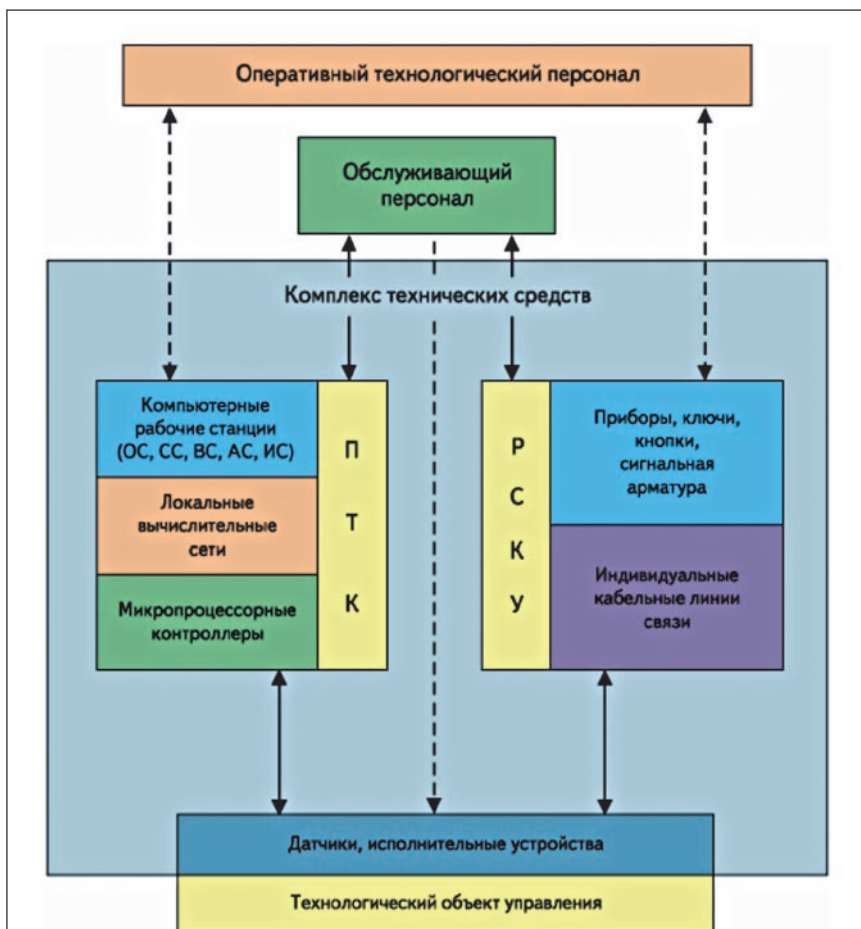 Оперативный технологический персонал
Обслуживающий
персонал
Комплекс технических средств
Компьютерные
рабочие станции
(ОС, СС, ВС, АС, ИС)
Локальные
вычислительные
сети
Микропроцессорные
контроллеры
П
Т
К
Р
С
К
У
Приборы, ключи,
кнопки,
сигнальная
арматура
Индивидуальные
кабельные линии
связи
Датчики, исполнительные устройства
Технологический объект управления